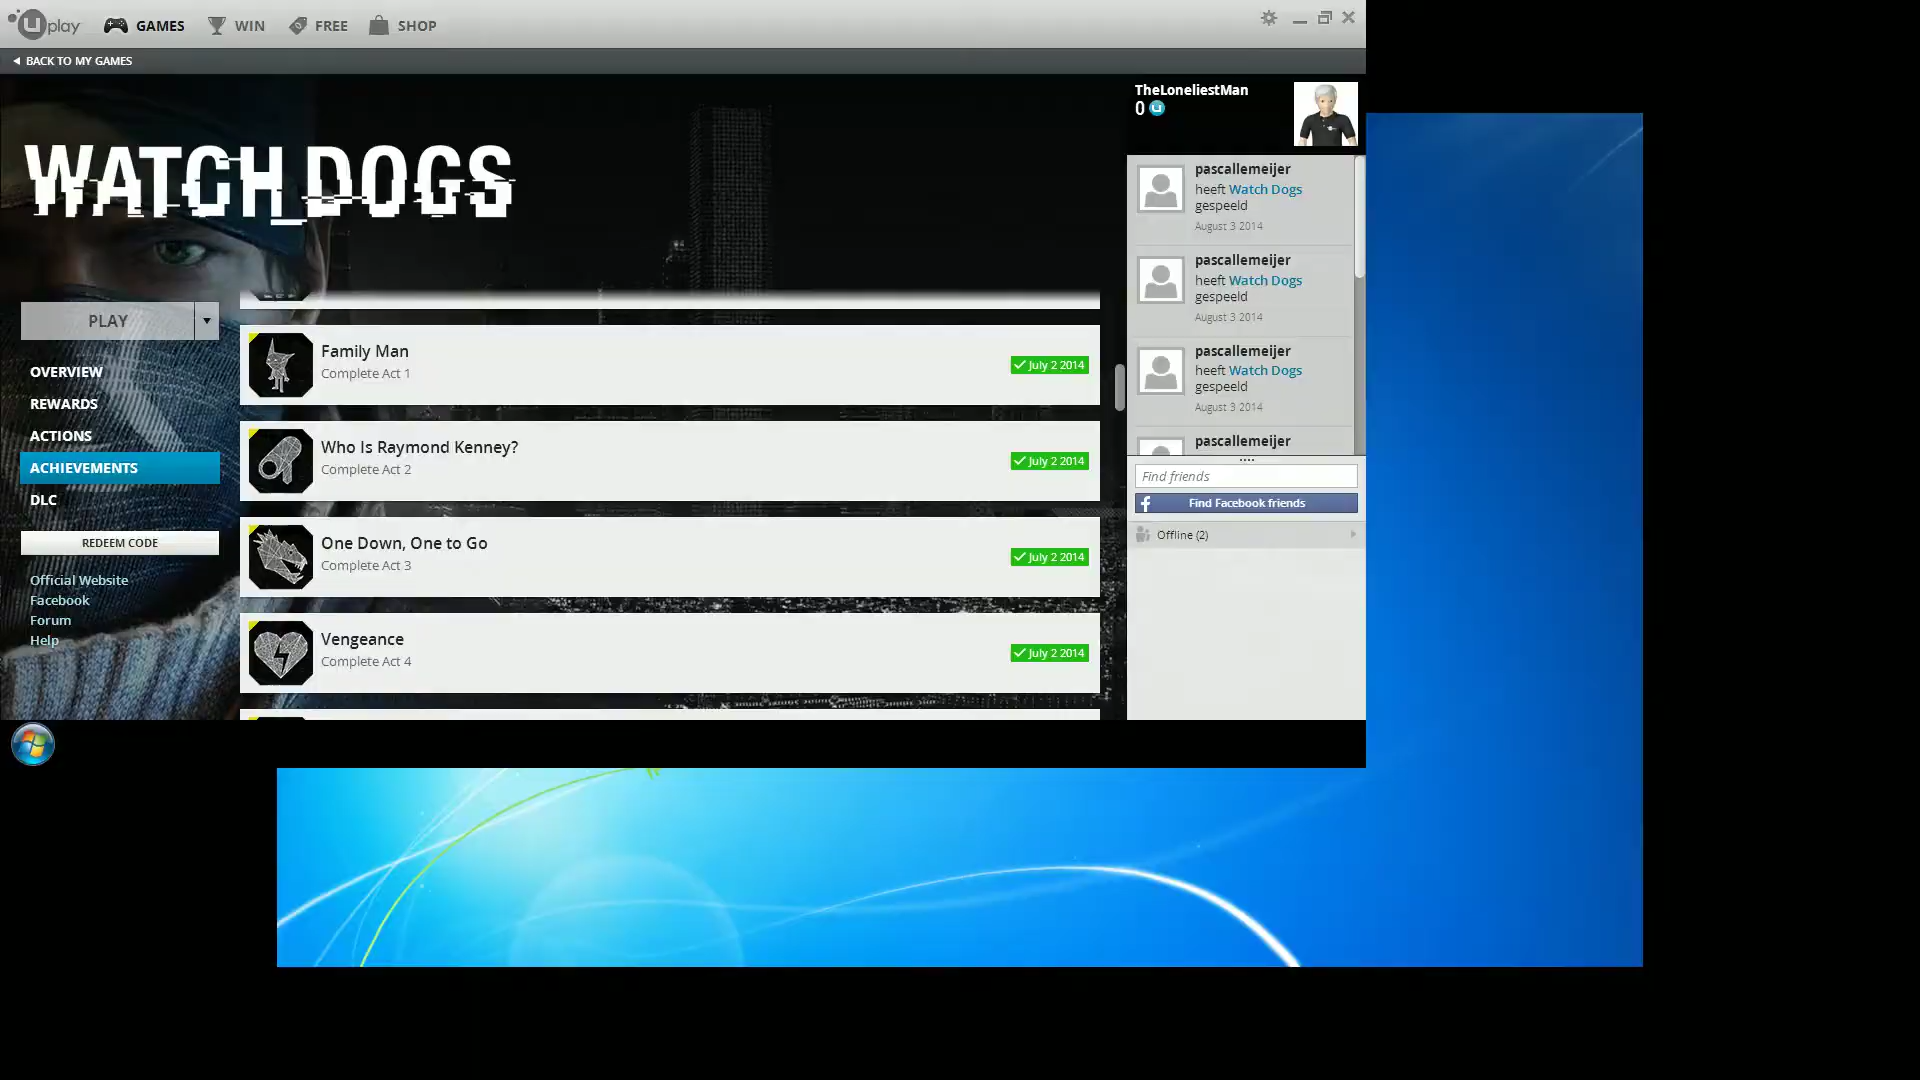 Uplay
GAMES
WIN
FREE
SHOP
BACK TO MY GAMES
WATCH_DOGS
PLAY
OVERVIEW
REWARDS
ACTIONS
ACHIEVEMENTS
DLC
REDEEM CODE
Official Website
Facebook
Forum
Help
Family Man
Complete Act 1
July 2 2014
Who Is Raymond Kenney?
Complete Act 2
July 2 2014
One Down, One to Go
Complete Act 3
July 2 2014
Vengeance
Complete Act 4
July 2 2014
TheLoneliestMan
0
pascallemeijer
heeft Watch Dogs
gespeeld
August 3 2014
pascallemeijer
heeft Watch Dogs
gespeeld
August 3 2014
pascallemeijer
heeft Watch Dogs
gespeeld
August 3 2014
pascallemeijer
Find friends
Find Facebook friends
Offline (2)